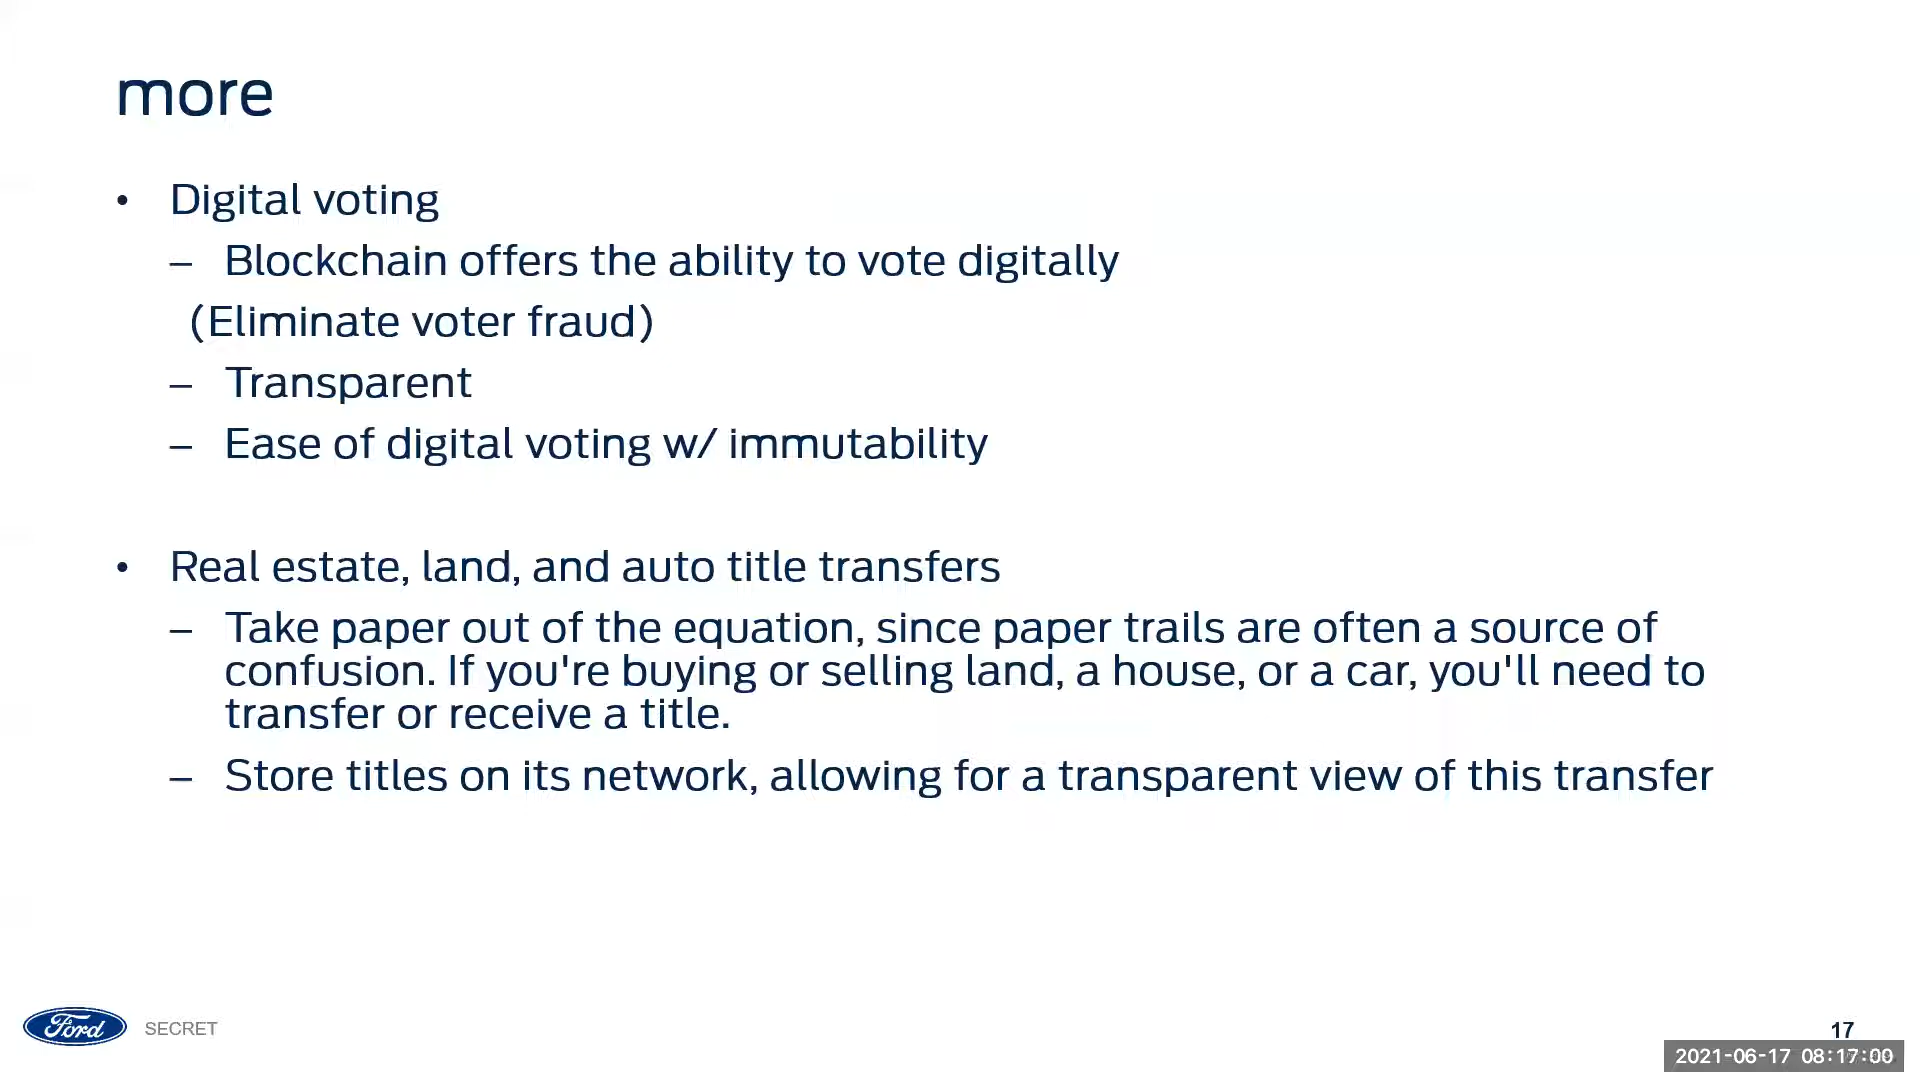 more
• Digital voting
– Blockchain offers the ability to vote digitally
(Eliminate voter fraud)
– Transparent
– Ease of digital voting w/ immutability
• Real estate, land, and auto title transfers
– Take paper out of the equation, since paper trails are often a source of
confusion. If you're buying or selling land, a house, or a car, you'll need to
transfer or receive a title.
– Store titles on its network, allowing for a transparent view of this transfer
Ford SECRET
17
2021-06-17 08:17:00